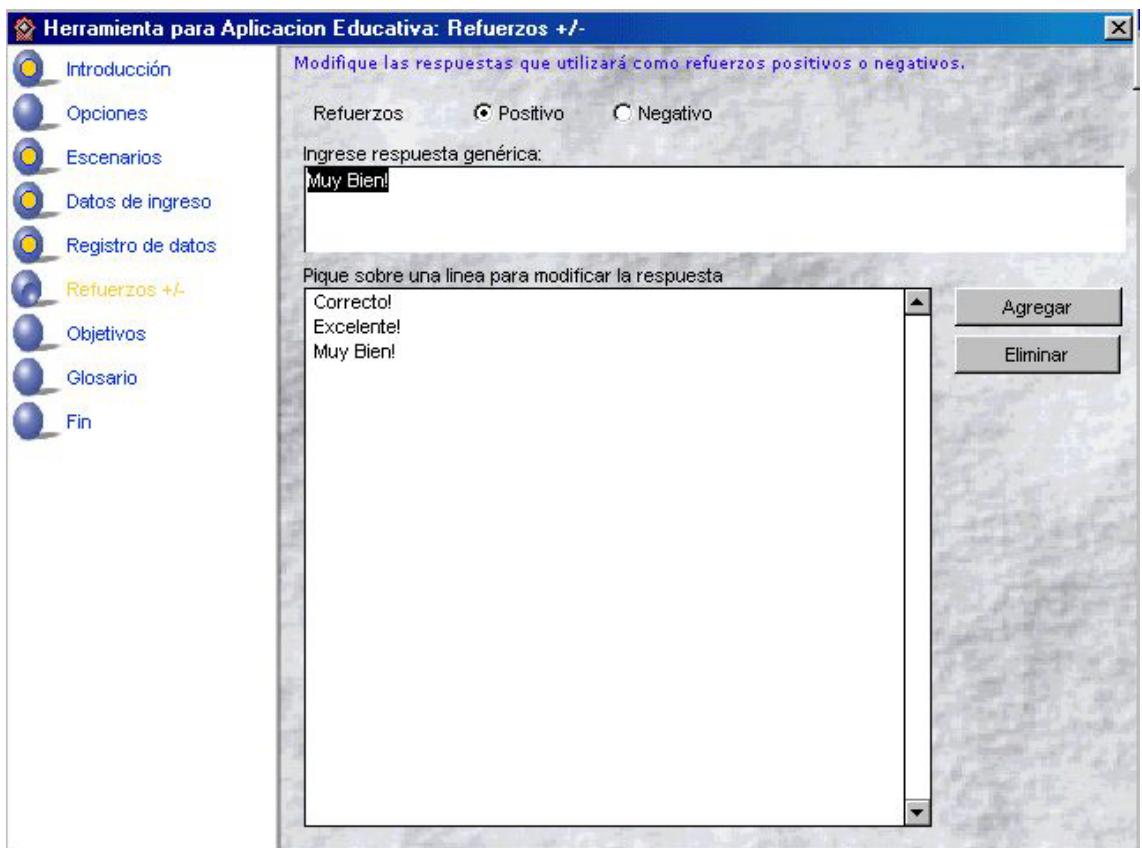 Herramienta para Aplicacion Educativa: Refuerzos +/-
Introducción
Opciones
Escenarios
Datos de ingreso
Registro de datos
Refuerzos +/-
Objetivos
Glosario
Fin
Modifique las respuestas que utilizará como refuerzos positivos o negativos.
Refuerzos Positivo Negativo
Ingrese respuesta genérica:
Muy Bien!
Pique sobre una linea para modificar la respuesta
Correcto!
Excelente!
Muy Bien!
Agregar
Eliminar